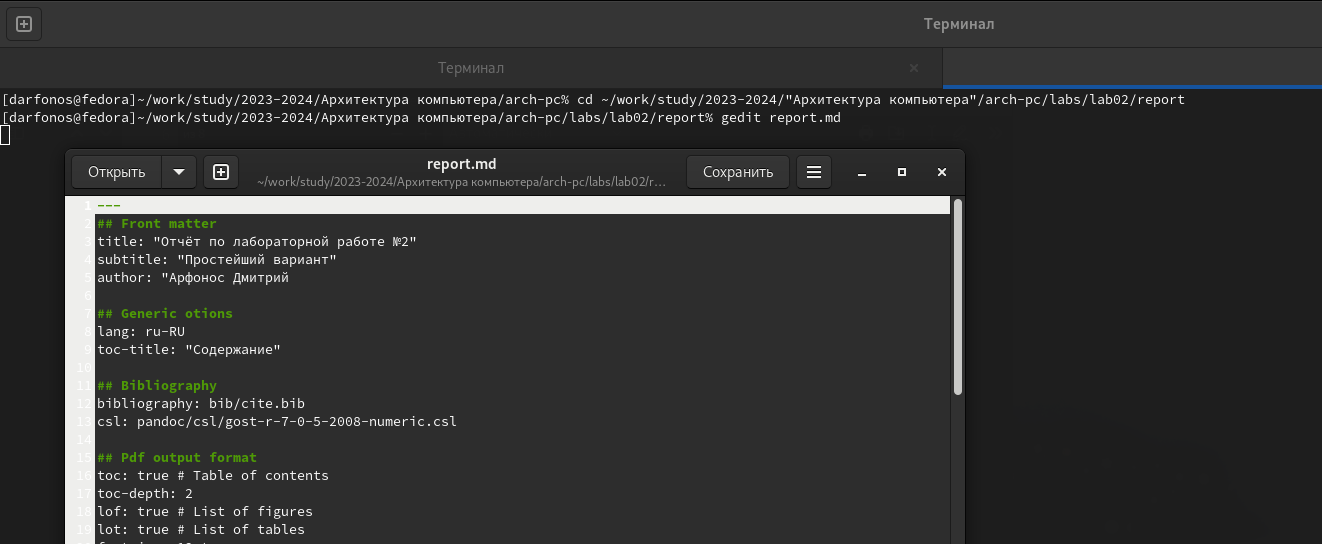 Терминал
Терминал
[darfonos@fedora]~/work/study/2023-2024/Архитектура компьютера/arch-pc% cd ~/work/study/2023-2024/"Архитектура компьютера"/arch-pc/labs/lab02/report
[darfonos@fedora]~/work/study/2023-2024/Архитектура компьютера/arch-pc/labs/lab02/report% gedit report.md
Открыть
report.md
~/work/study/2023-2024/Архитектура компьютера/arch-pc/labs/lab02/r…
Сохранить
1 ---
2 ## Front matter
3 title: "Отчёт по лабораторной работе №2"
4 subtitle: "Простейший вариант"
5 author: "Арфонос Дмитрий
6
7 ## Generic otions
8 lang: ru-RU
9 toc-title: "Содержание"
10
11 ## Bibliography
12 bibliography: bib/cite.bib
13 csl: pandoc/csl/gost-r-7-0-5-2008-numeric.csl
14
15 ## Pdf output format
16 toc: true # Table of contents
17 toc-depth: 2
18 lof: true # List of figures
19 lot: true # List of tables